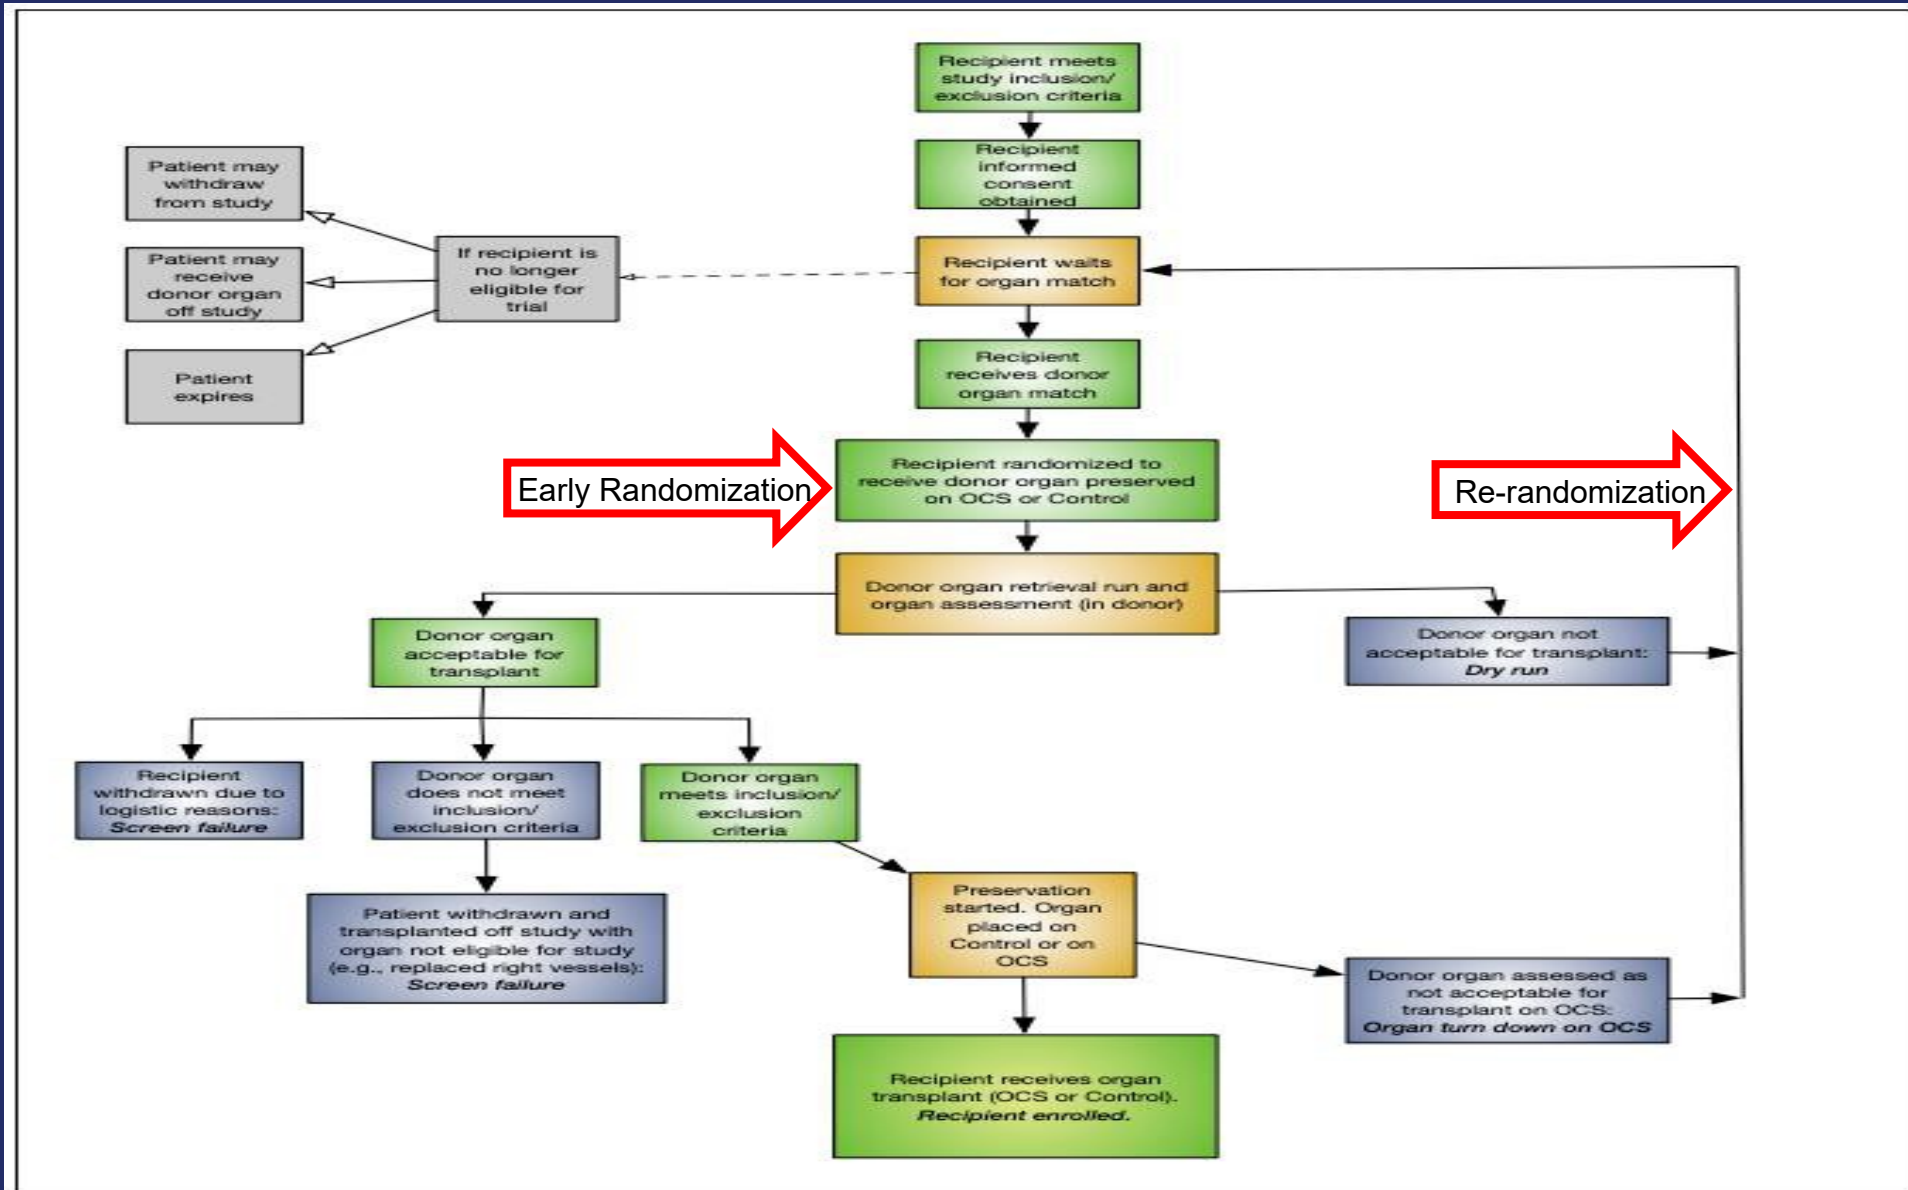 Recipient meets
study inclusion/
exclusion criteria
Recipient
informed
consent
obtained
Patient may
withdraw
from study
If recipient is
no longer
eligible for
trial
Recipient waits
for organ match
Patient may
receive
donor organ
off study
Patient
expires
Recipient
receives donor
organ match
Early Randomization
Recipient randomized to
receive donor organ preserved
on OCS or Control
Re-randomization
Donor organ retrieval run and
organ assessment (in donor)
Donor organ
acceptable for
transplant
Donor organ not
acceptable for transplant:
Dry run
Recipient
withdrawn due to
logistic reasons:
Screen failure
Donor organ
does not meet
inclusion/
exclusion criteria
Donor organ
meets inclusion/
exclusion
criteria
Patient withdrawn and
transplanted off study with
organ not eligible for study
(e.g., replaced right vessels):
Screen failure
Preservation
started. Organ
placed on
Control or on
OCS
Donor organ assessed as
not acceptable for
transplant on OCS:
Organ turn down on OCS
Recipient receives organ
transplant (OCS or Control).
Recipient enrolled.